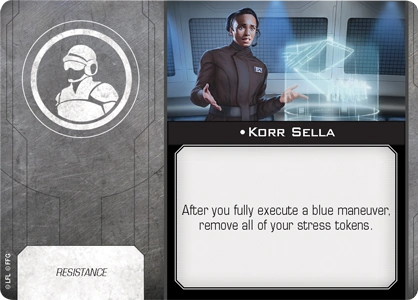 • KORR SELLA
After you fully execute a blue maneuver,
remove all of your stress tokens.
RESISTANCE
© LFL © FFG